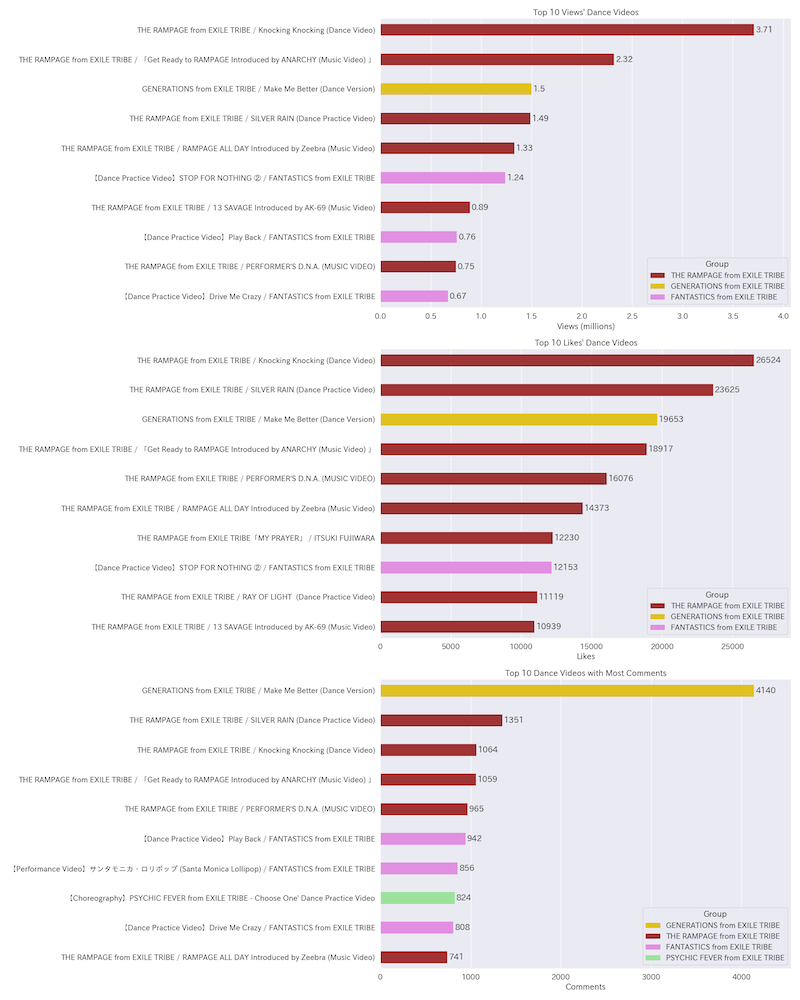 Top 10 Views' Dance Videos
THE RAMPAGE from EXILE TRIBE / Knocking Knocking (Dance Video)
3.71
THE RAMPAGE from EXILE TRIBE / 「Get Ready to RAMPAGE Introduced by ANARCHY (Music Video) 」
2.32
GENERATIONS from EXILE TRIBE / Make Me Better (Dance Version)
1.5
THE RAMPAGE from EXILE TRIBE / SILVER RAIN (Dance Practice Video)
1.49
THE RAMPAGE from EXILE TRIBE / RAMPAGE ALL DAY Introduced by Zeebra (Music Video)
1.33
【Dance Practice Video】STOP FOR NOTHING ② / FANTASTICS from EXILE TRIBE
1.24
THE RAMPAGE from EXILE TRIBE / 13 SAVAGE Introduced by AK-69 (Music Video)
0.89
【Dance Practice Video】Play Back / FANTASTICS from EXILE TRIBE
0.76
THE RAMPAGE from EXILE TRIBE / PERFORMER'S D.N.A. (MUSIC VIDEO)
0.75
【Dance Practice Video】Drive Me Crazy / FANTASTICS from EXILE TRIBE
0.67
Group
THE RAMPAGE from EXILE TRIBE
GENERATIONS from EXILE TRIBE
FANTASTICS from EXILE TRIBE
0.0 0.5 1.0 1.5 2.0 2.5 3.0 3.5 4.0
Views (millions)
Top 10 Likes' Dance Videos
THE RAMPAGE from EXILE TRIBE / Knocking Knocking (Dance Video)
26524
THE RAMPAGE from EXILE TRIBE / SILVER RAIN (Dance Practice Video)
23625
GENERATIONS from EXILE TRIBE / Make Me Better (Dance Version)
19653
THE RAMPAGE from EXILE TRIBE / 「Get Ready to RAMPAGE Introduced by ANARCHY (Music Video) 」
18917
THE RAMPAGE from EXILE TRIBE / PERFORMER'S D.N.A. (MUSIC VIDEO)
16076
THE RAMPAGE from EXILE TRIBE / RAMPAGE ALL DAY Introduced by Zeebra (Music Video)
14373
THE RAMPAGE from EXILE TRIBE「MY PRAYER」 / ITSUKI FUJIWARA
12230
【Dance Practice Video】STOP FOR NOTHING ② / FANTASTICS from EXILE TRIBE
12153
THE RAMPAGE from EXILE TRIBE / RAY OF LIGHT (Dance Practice Video)
11119
THE RAMPAGE from EXILE TRIBE / 13 SAVAGE Introduced by AK-69 (Music Video)
10939
Group
THE RAMPAGE from EXILE TRIBE
GENERATIONS from EXILE TRIBE
FANTASTICS from EXILE TRIBE
0 5000 10000 15000 20000 25000
Likes
Top 10 Dance Videos with Most Comments
GENERATIONS from EXILE TRIBE / Make Me Better (Dance Version)
4140
THE RAMPAGE from EXILE TRIBE / SILVER RAIN (Dance Practice Video)
1351
THE RAMPAGE from EXILE TRIBE / Knocking Knocking (Dance Video)
1064
THE RAMPAGE from EXILE TRIBE / 「Get Ready to RAMPAGE Introduced by ANARCHY (Music Video) 」
1059
THE RAMPAGE from EXILE TRIBE / PERFORMER'S D.N.A. (MUSIC VIDEO)
965
【Dance Practice Video】Play Back / FANTASTICS from EXILE TRIBE
942
【Performance Video】サンタモニカ・ロリポップ (Santa Monica Lollipop) / FANTASTICS from EXILE TRIBE
856
【Choreography】PSYCHIC FEVER from EXILE TRIBE - Choose One' Dance Practice Video
824
【Dance Practice Video】Drive Me Crazy / FANTASTICS from EXILE TRIBE
808
THE RAMPAGE from EXILE TRIBE / RAMPAGE ALL DAY Introduced by Zeebra (Music Video)
741
Group
GENERATIONS from EXILE TRIBE
THE RAMPAGE from EXILE TRIBE
FANTASTICS from EXILE TRIBE
PSYCHIC FEVER from EXILE TRIBE
0 1000 2000 3000 4000
Comments